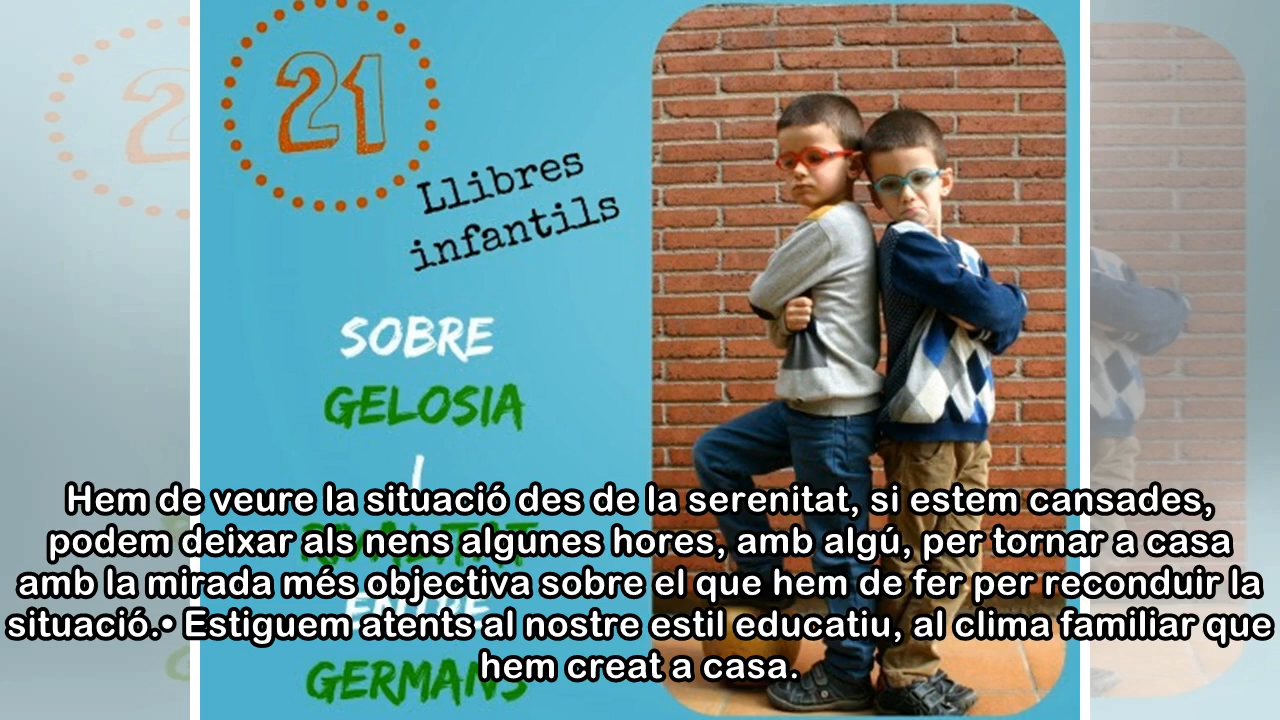 21
Llibres
infantils
SOBRE
GELOSIA
I
GERMANS
Hem de veure la situació des de la serenitat, si estem cansades,
podem deixar als nens algunes hores, amb algú, per tornar a casa
amb la mirada més objectiva sobre el que hem de fer per reconduir la
situació.• Estiguem atents al nostre estil educatiu, al clima familiar que
hem creat a casa.